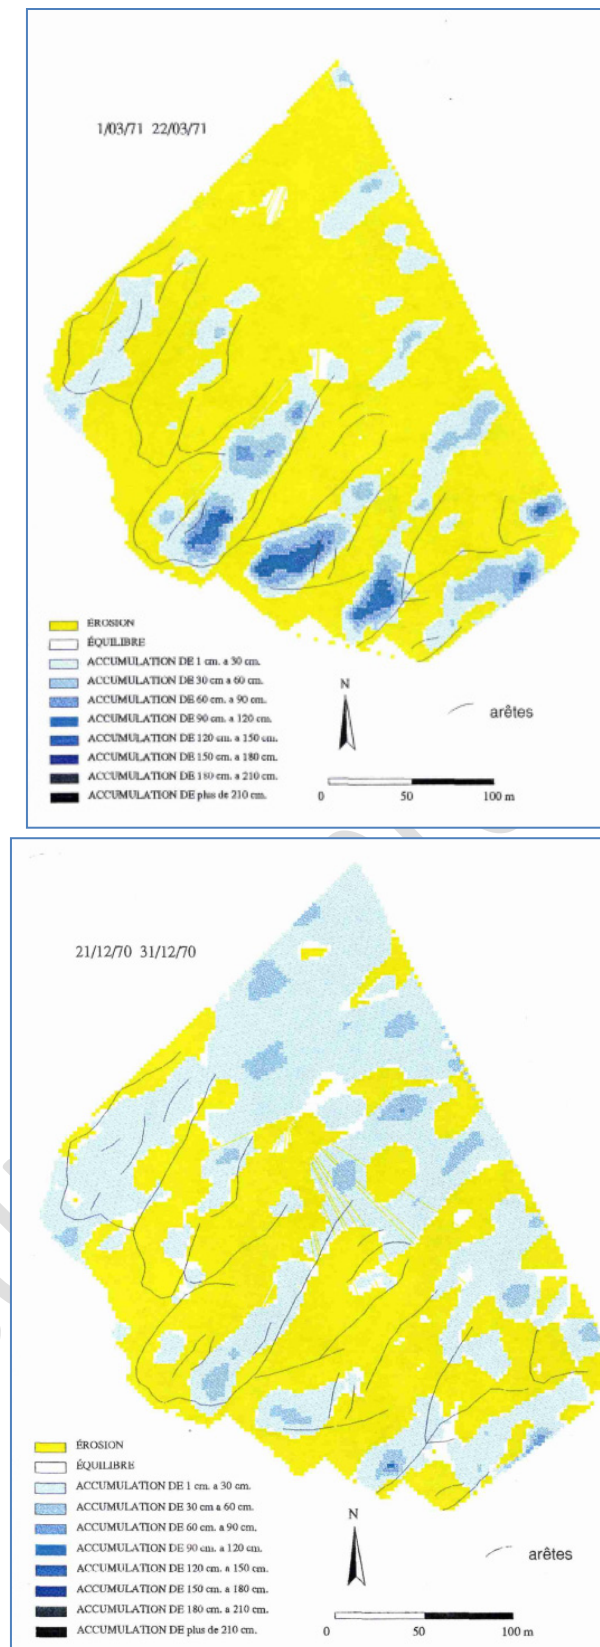 1/03/71 22/03/71
ÉROSION
ÉQUILIBRE
ACCUMULATION DE 1 cm. a 30 cm.
ACCUMULATION DE 30 cm a 60 cm.
ACCUMULATION DE 60 cm. a 90 cm.
ACCUMULATION DE 90 cm. a 120 cm.
ACCUMULATION DE 120 cm. a 150 cm.
ACCUMULATION DE 150 cm. a 180 cm.
ACCUMULATION DE 180 cm. a 210 cm.
ACCUMULATION DE plus de 210 cm.
N
arêtes
0 50 100 m
21/12/70 31/12/70
ÉROSION
ÉQUILIBRE
ACCUMULATION DE 1 cm. a 30 cm.
ACCUMULATION DE 30 cm a 60 cm.
ACCUMULATION DE 60 cm. a 90 cm.
ACCUMULATION DE 90 cm. a 120 cm.
ACCUMULATION DE 120 cm. a 150 cm.
ACCUMULATION DE 150 cm. a 180 cm.
ACCUMULATION DE 180 cm. a 210 cm.
ACCUMULATION DE plus de 210 cm.
N
arêtes
0 50 100 m